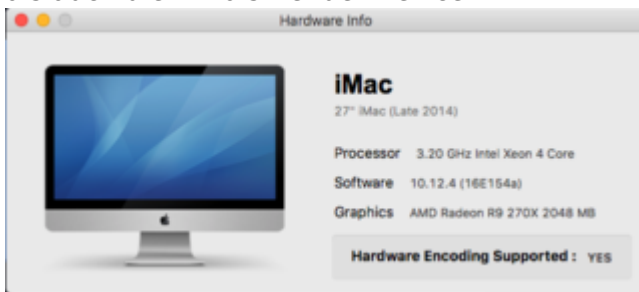 Hardware Info
iMac
27" iMac (Late 2014)
Processor 3.20 GHz Intel Xeon 4 Core
Software 10.12.4 (16E154a)
Graphics AMD Radeon R9 270X 2048 MB
Hardware Encoding Supported : YES